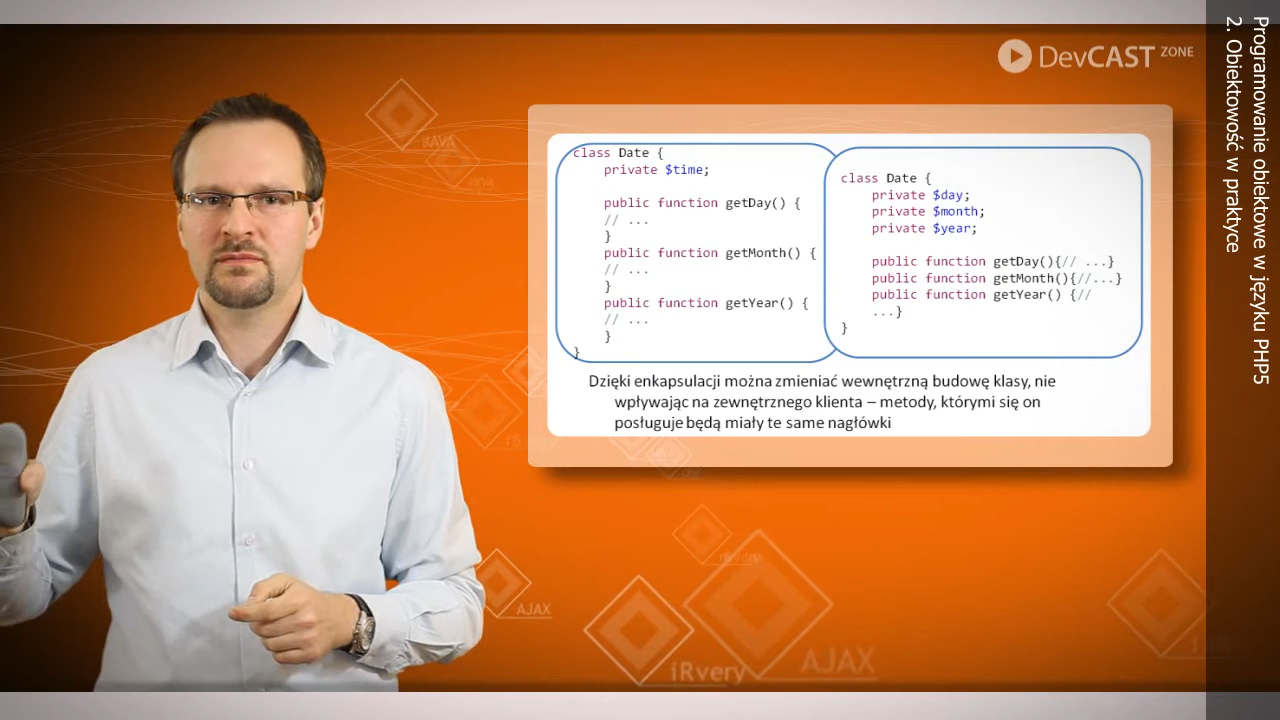 DevCAST ZONE
Programowanie obiektowe w języku PHP5
2. Obiektowość w praktyce
class Date {
private $time;
public function getDay() {
// ...
}
public function getMonth() {
// ...
}
public function getYear() {
// ...
}
}
class Date {
private $day;
private $month;
private $year;
public function getDay(){// ...}
public function getMonth(){//...}
public function getYear() {//
...}
}
Dzięki enkapsulacji można zmieniać wewnętrzną budowę klasy, nie
wpływając na zewnętrznego klienta – metody, którymi się on
posługuje będą miały te same nagłówki
AJAX
iRvery
AJAX